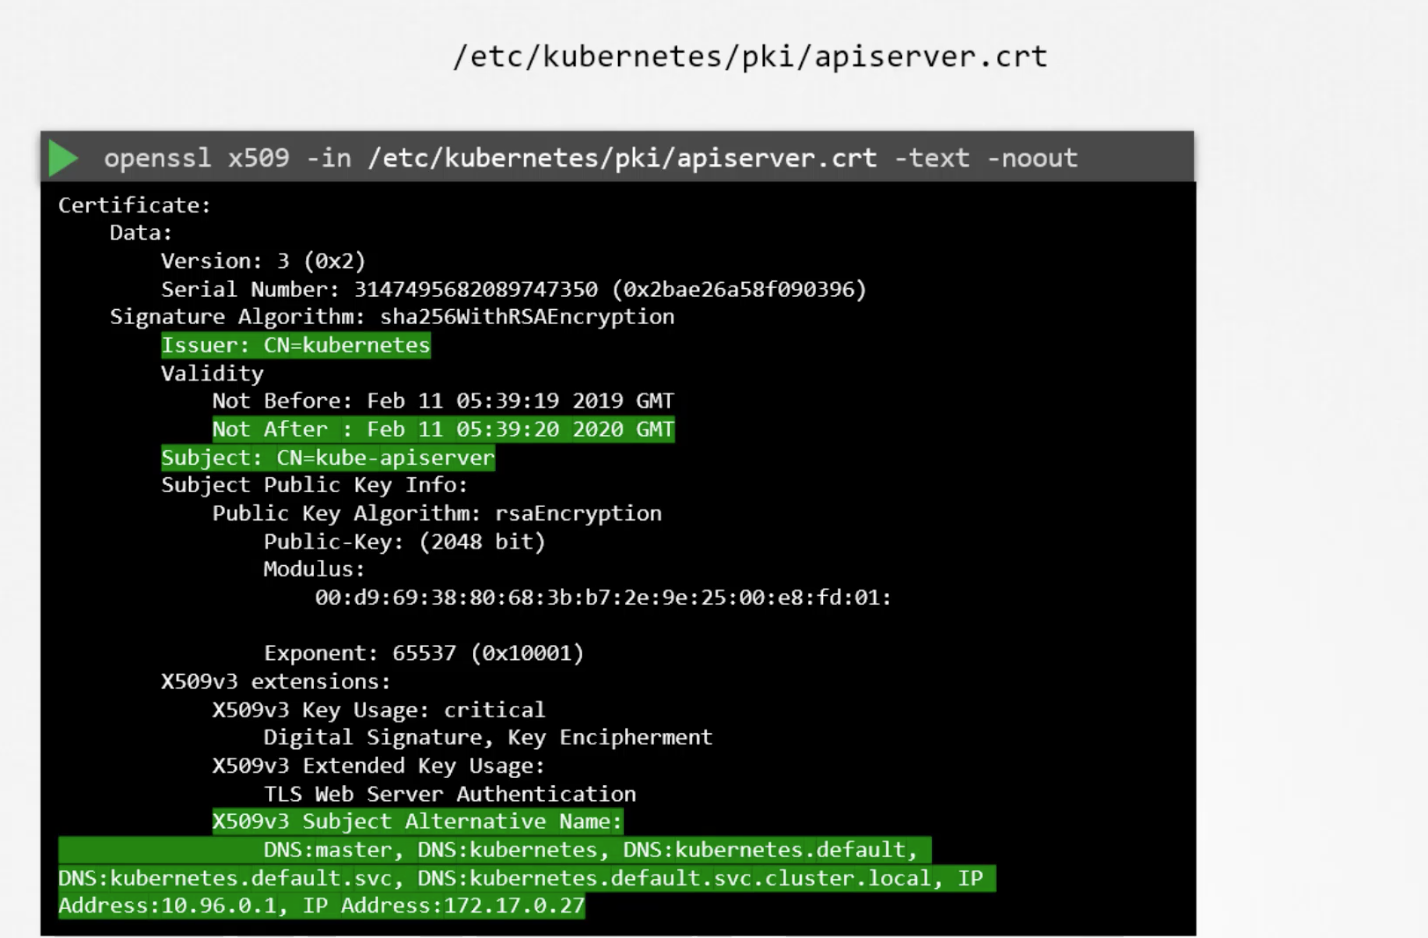 /etc/kubernetes/pki/apiserver.crt
openssl x509 -in /etc/kubernetes/pki/apiserver.crt -text -noout
Certificate:
Data:
Version: 3 (0x2)
Serial Number: 3147495682089747350 (0x2bae26a58f090396)
Signature Algorithm: sha256WithRSAEncryption
Issuer: CN=kubernetes
Validity
Not Before: Feb 11 05:39:19 2019 GMT
Not After : Feb 11 05:39:20 2020 GMT
Subject: CN=kube-apiserver
Subject Public Key Info:
Public Key Algorithm: rsaEncryption
Public-Key: (2048 bit)
Modulus:
00:d9:69:38:80:68:3b:b7:2e:9e:25:00:e8:fd:01:
Exponent: 65537 (0x10001)
X509v3 extensions:
X509v3 Key Usage: critical
Digital Signature, Key Encipherment
X509v3 Extended Key Usage:
TLS Web Server Authentication
X509v3 Subject Alternative Name:
DNS:master, DNS:kubernetes, DNS:kubernetes.default,
DNS:kubernetes.default.svc, DNS:kubernetes.default.svc.cluster.local, IP
Address:10.96.0.1, IP Address:172.17.0.27